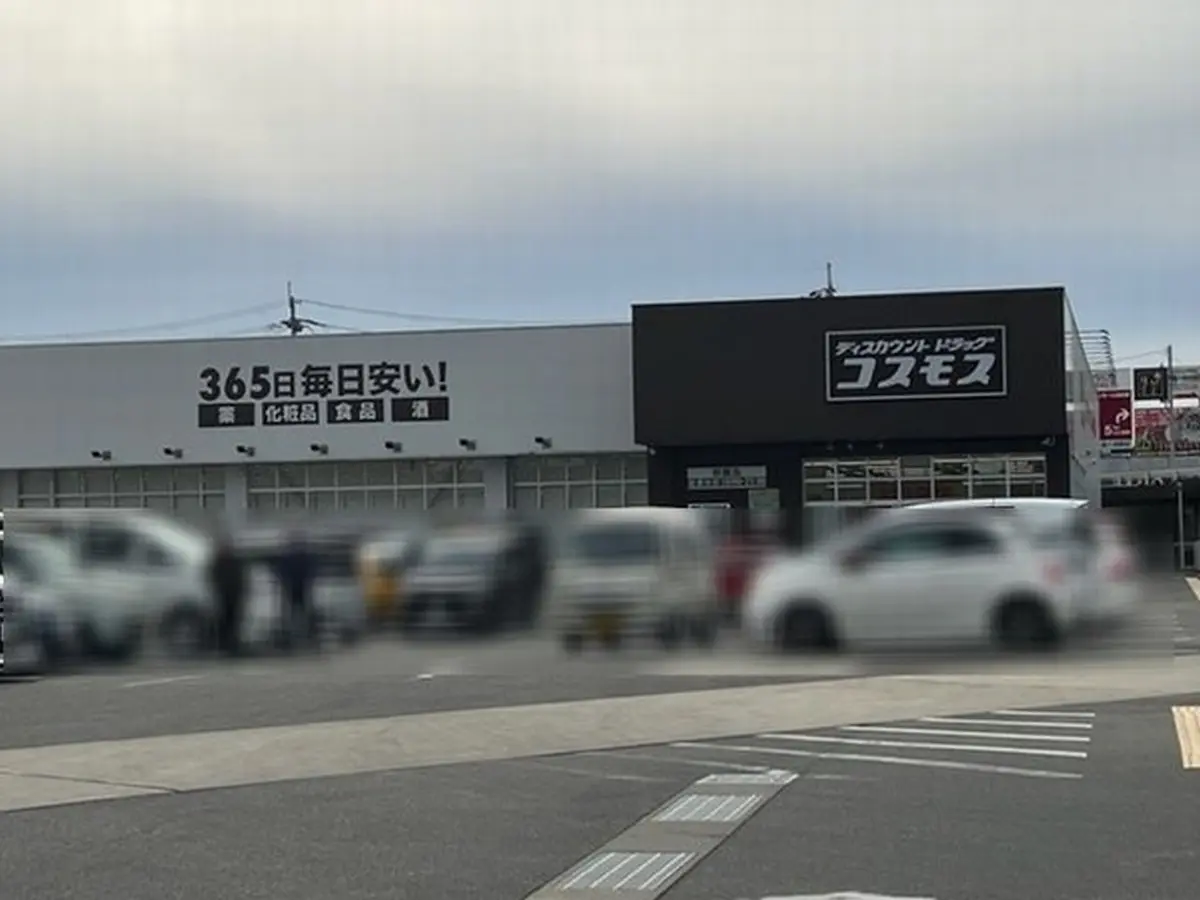 365日毎日安い!
薬 化粧品 食品 酒
ディスカウント ドラッグ
コスモス